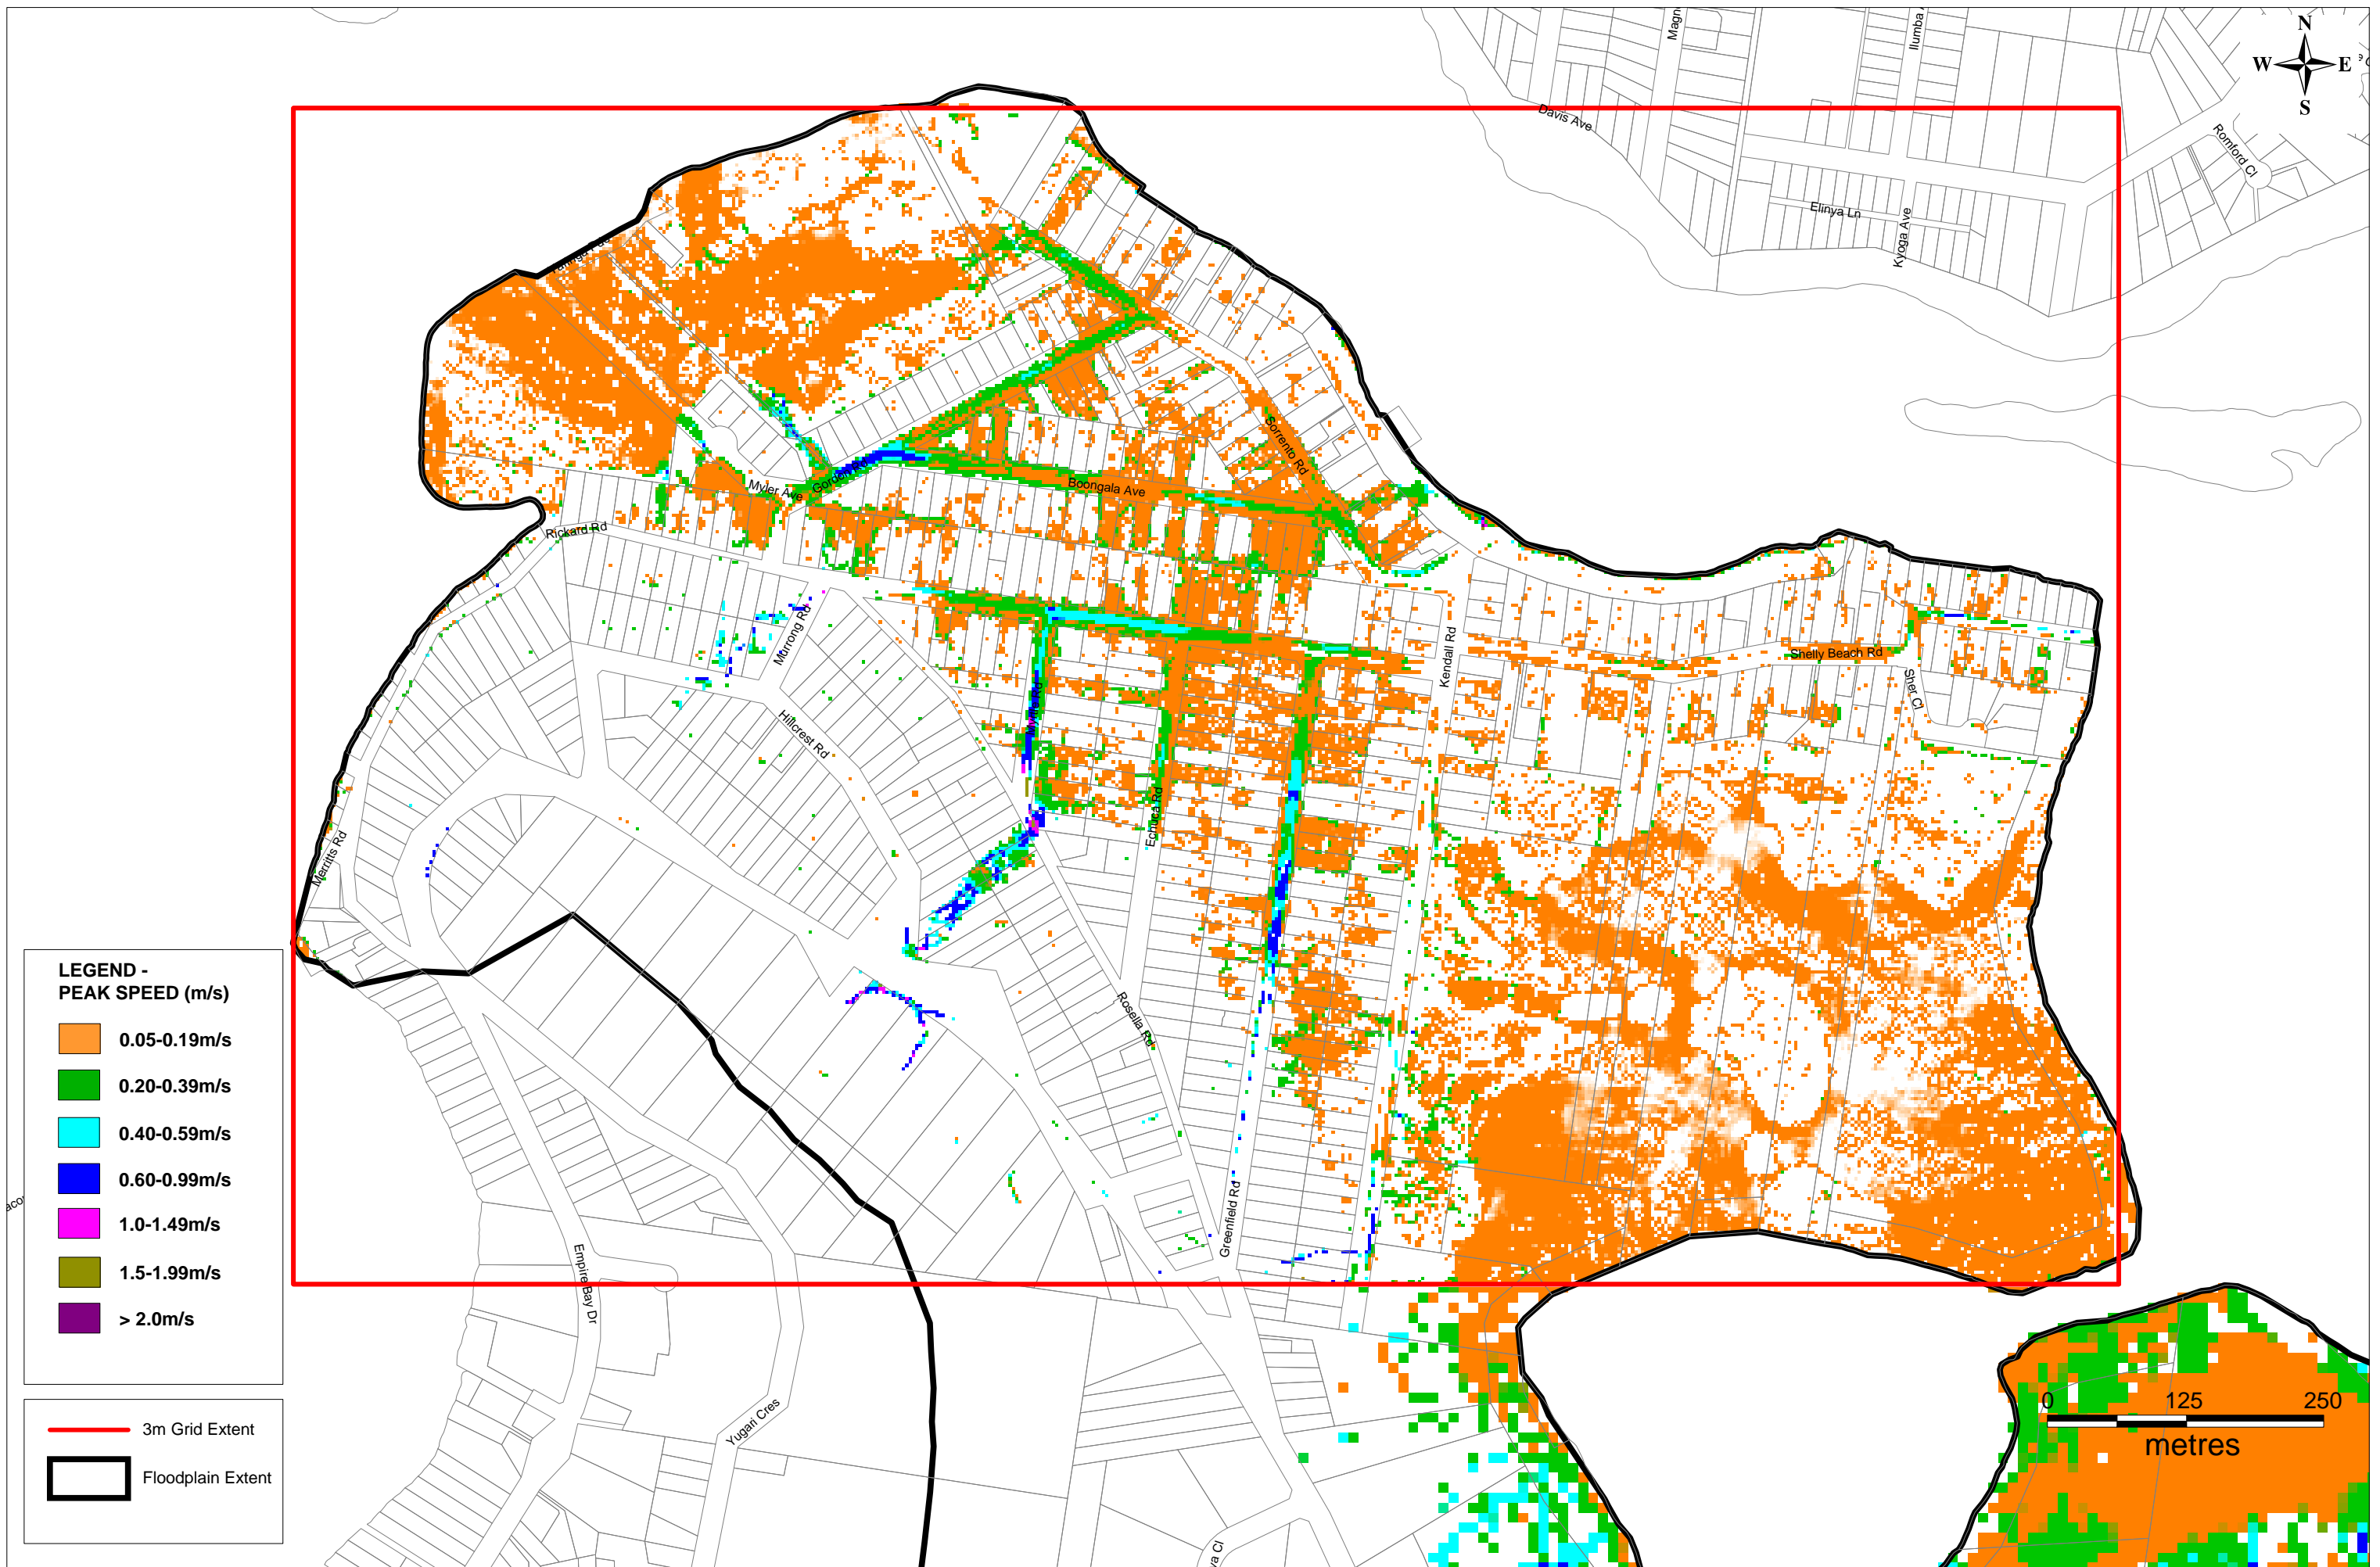 N
W
E
S
Davis Ave
Romford Cl
Elinya Ln
Kyoga Ave
Sorrento Rd
Boongala Ave
Myler Ave
Rickard Rd
Murrong Rd
Kendall Rd
Shelly Beach Rd
Sher Cl
Hillcrest Rd
Echuca Rd
Merritts Rd
Rosella Rd
Greenfield Rd
Empire Bay Dr
Yugari Cres
LEGEND -
PEAK SPEED (m/s)
0.05-0.19m/s
0.20-0.39m/s
0.40-0.59m/s
0.60-0.99m/s
1.0-1.49m/s
1.5-1.99m/s
> 2.0m/s
3m Grid Extent
Floodplain Extent
0
125
250
metres